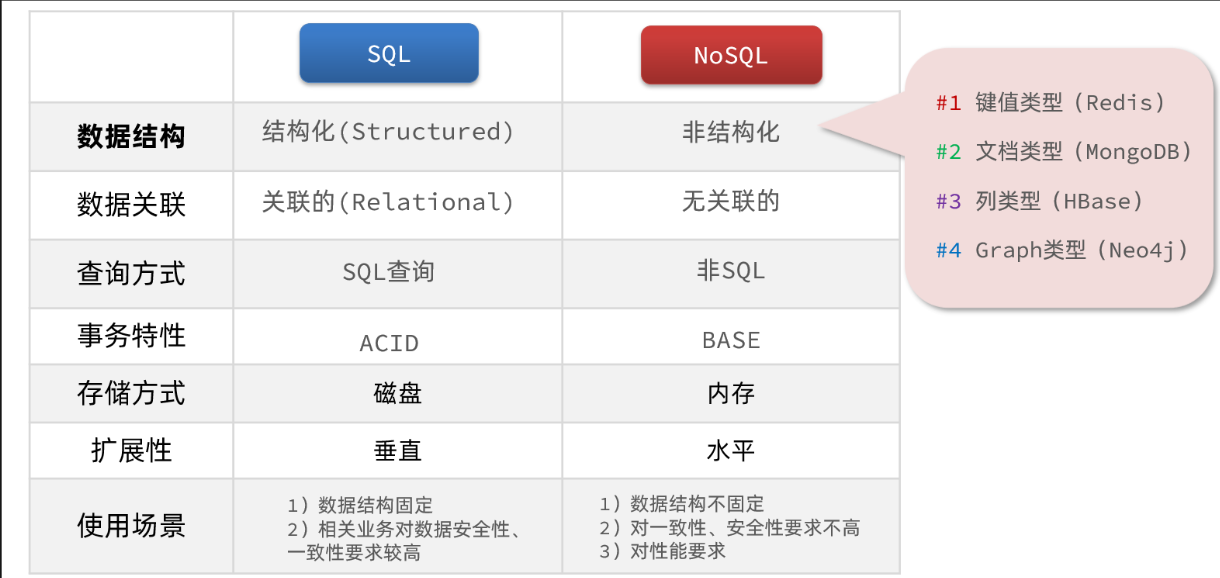 SQL
NoSQL
数据结构
结构化(Structured)
非结构化
#1 键值类型（Redis）
#2 文档类型（MongoDB）
#3 列类型（HBase）
#4 Graph类型（Neo4j）
数据关联
关联的(Relational)
无关联的
查询方式
SQL查询
非SQL
事务特性
ACID
BASE
存储方式
磁盘
内存
扩展性
垂直
水平
使用场景
1）数据结构固定
2）相关业务对数据安全性、
一致性要求较高
1）数据结构不固定
2）对一致性、安全性要求不高
3）对性能要求